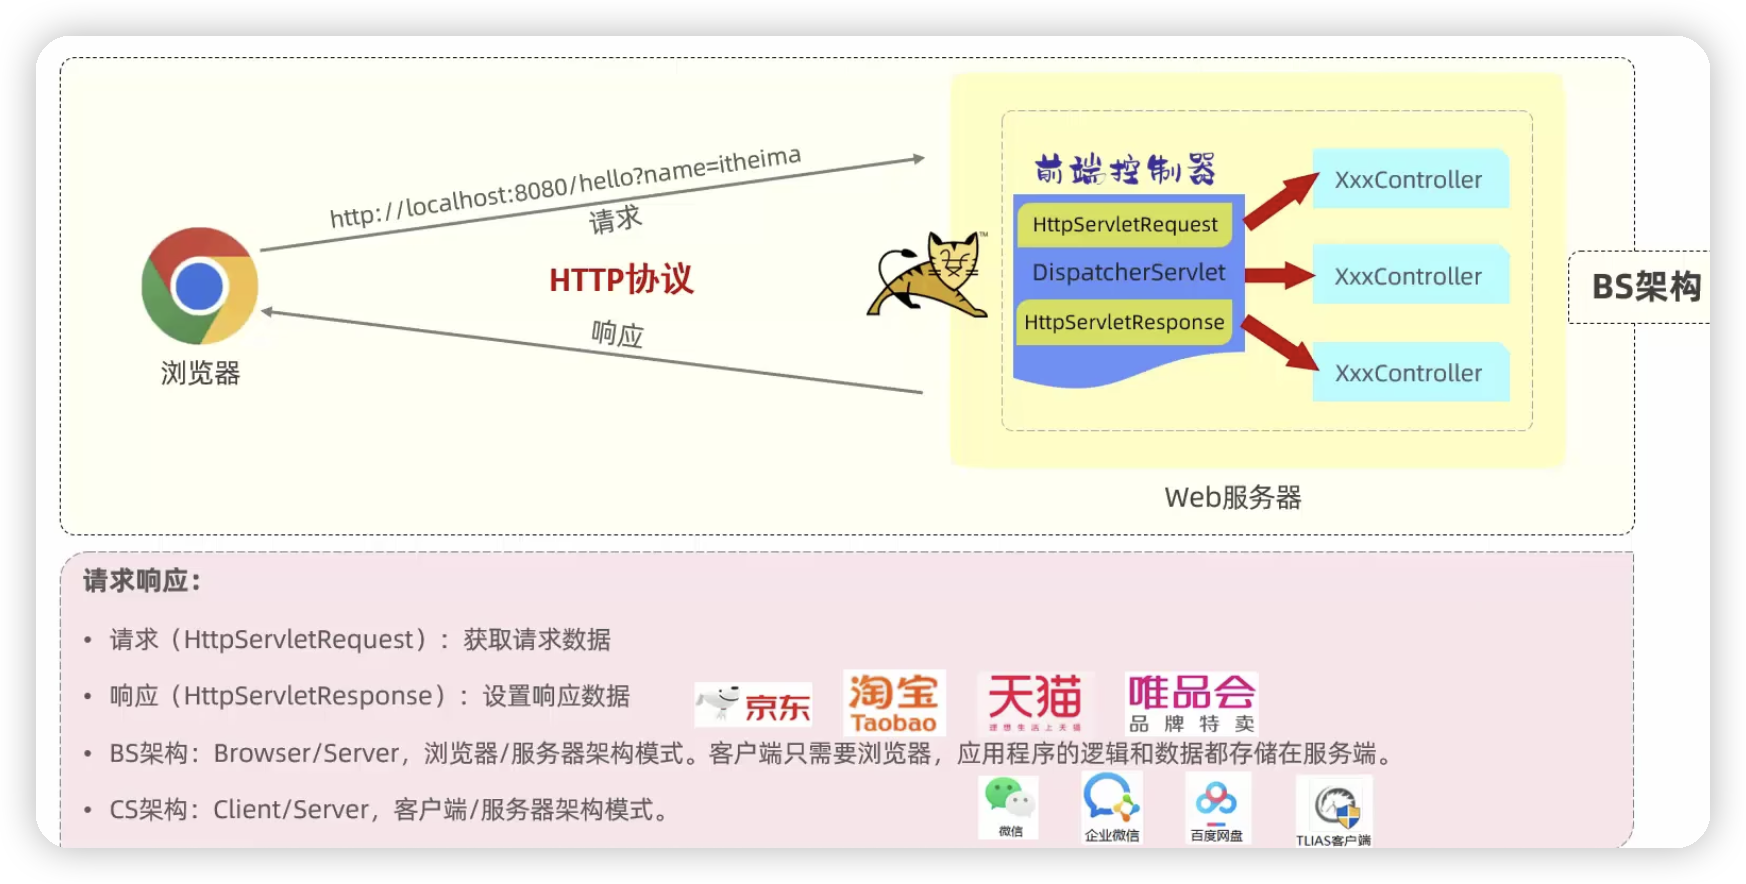 http://localhost:8080/hello?name=itheima
请求
HTTP协议
响应
浏览器
TM
前端控制器
HttpServletRequest
DispatcherServlet
HttpServletResponse
XxxController
XxxController
XxxController
Web服务器
BS架构
请求响应：
• 请求（HttpServletRequest）：获取请求数据
• 响应（HttpServletResponse）：设置响应数据
京东
淘宝
Taobao
天猫
理想生活上天猫
唯品会
品牌特卖
• BS架构：Browser/Server，浏览器/服务器架构模式。客户端只需要浏览器，应用程序的逻辑和数据都存储在服务端。
• CS架构：Client/Server，客户端/服务器架构模式。
微信
企业微信
百度网盘
TLIAS客户端